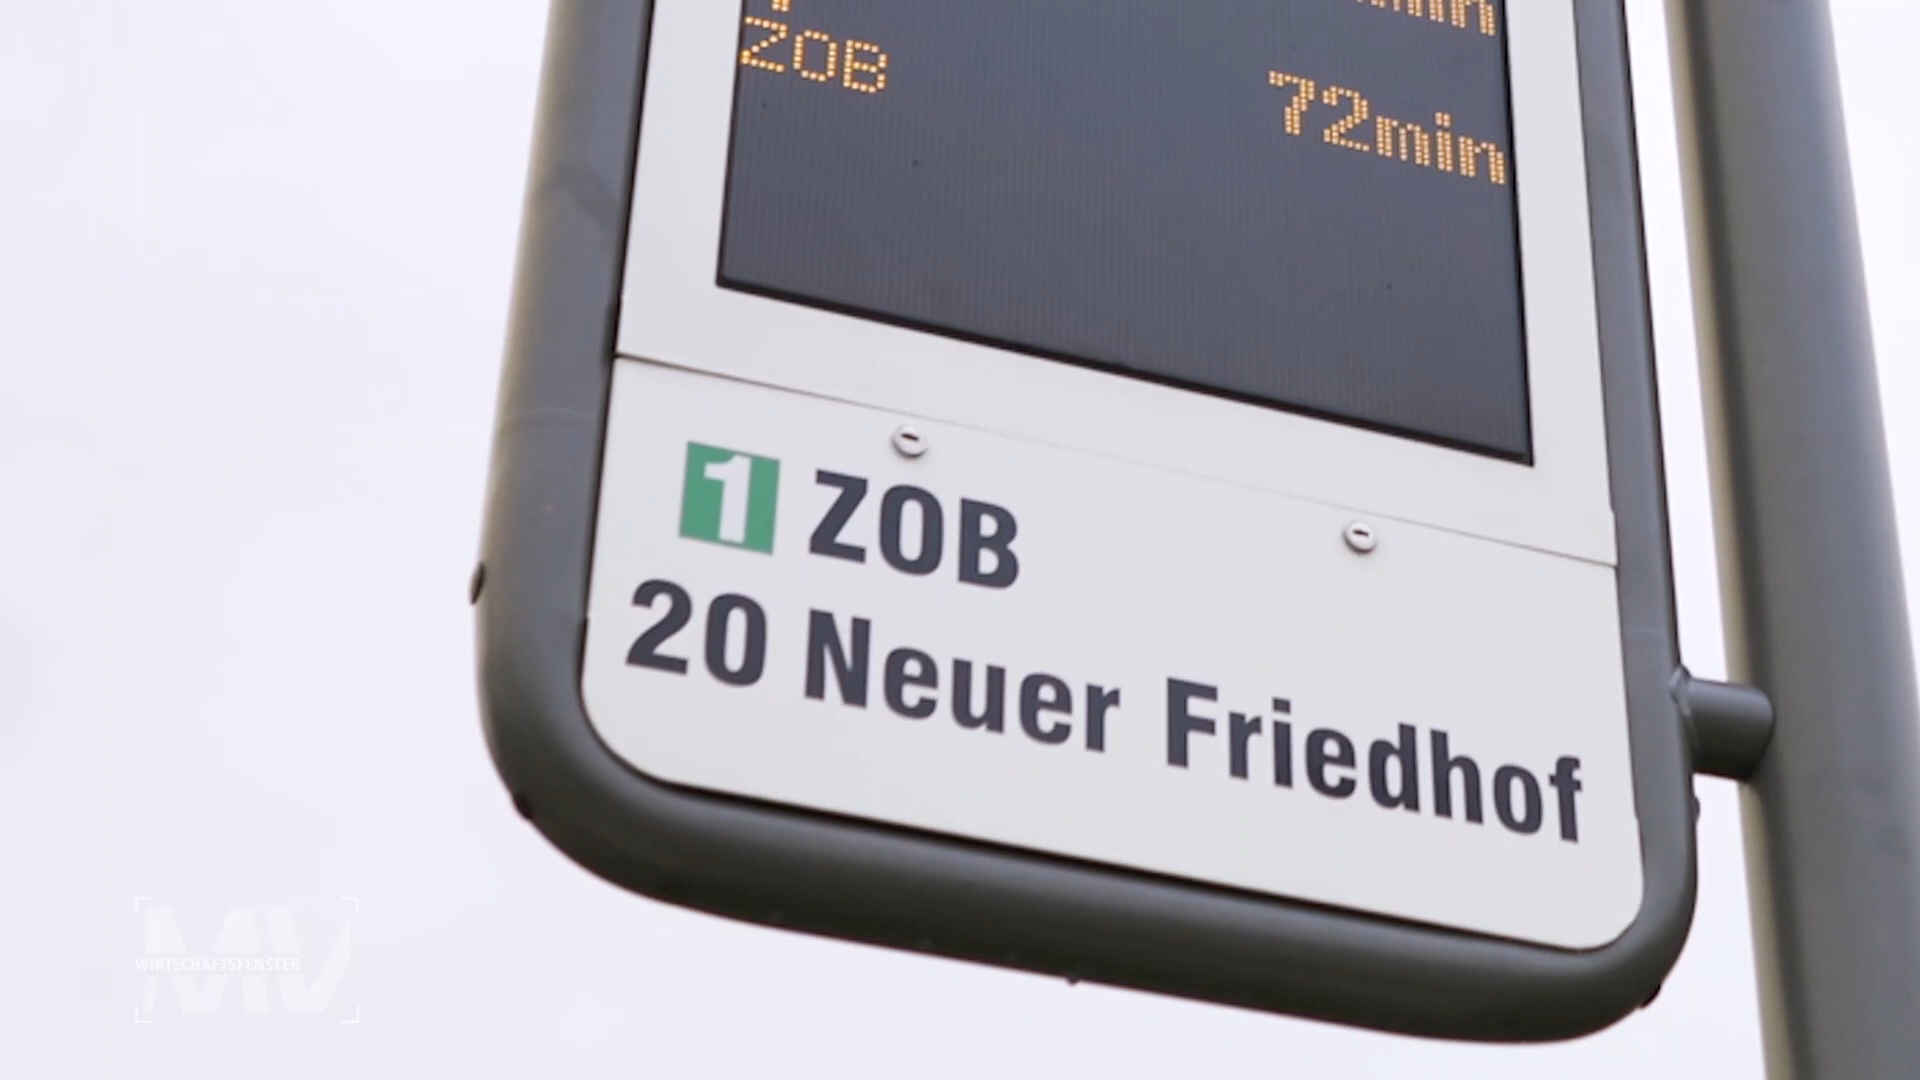 ZOB 72min
1 ZOB
20 Neuer Friedhof
MV
WIRTSCHAFTSFENSTER